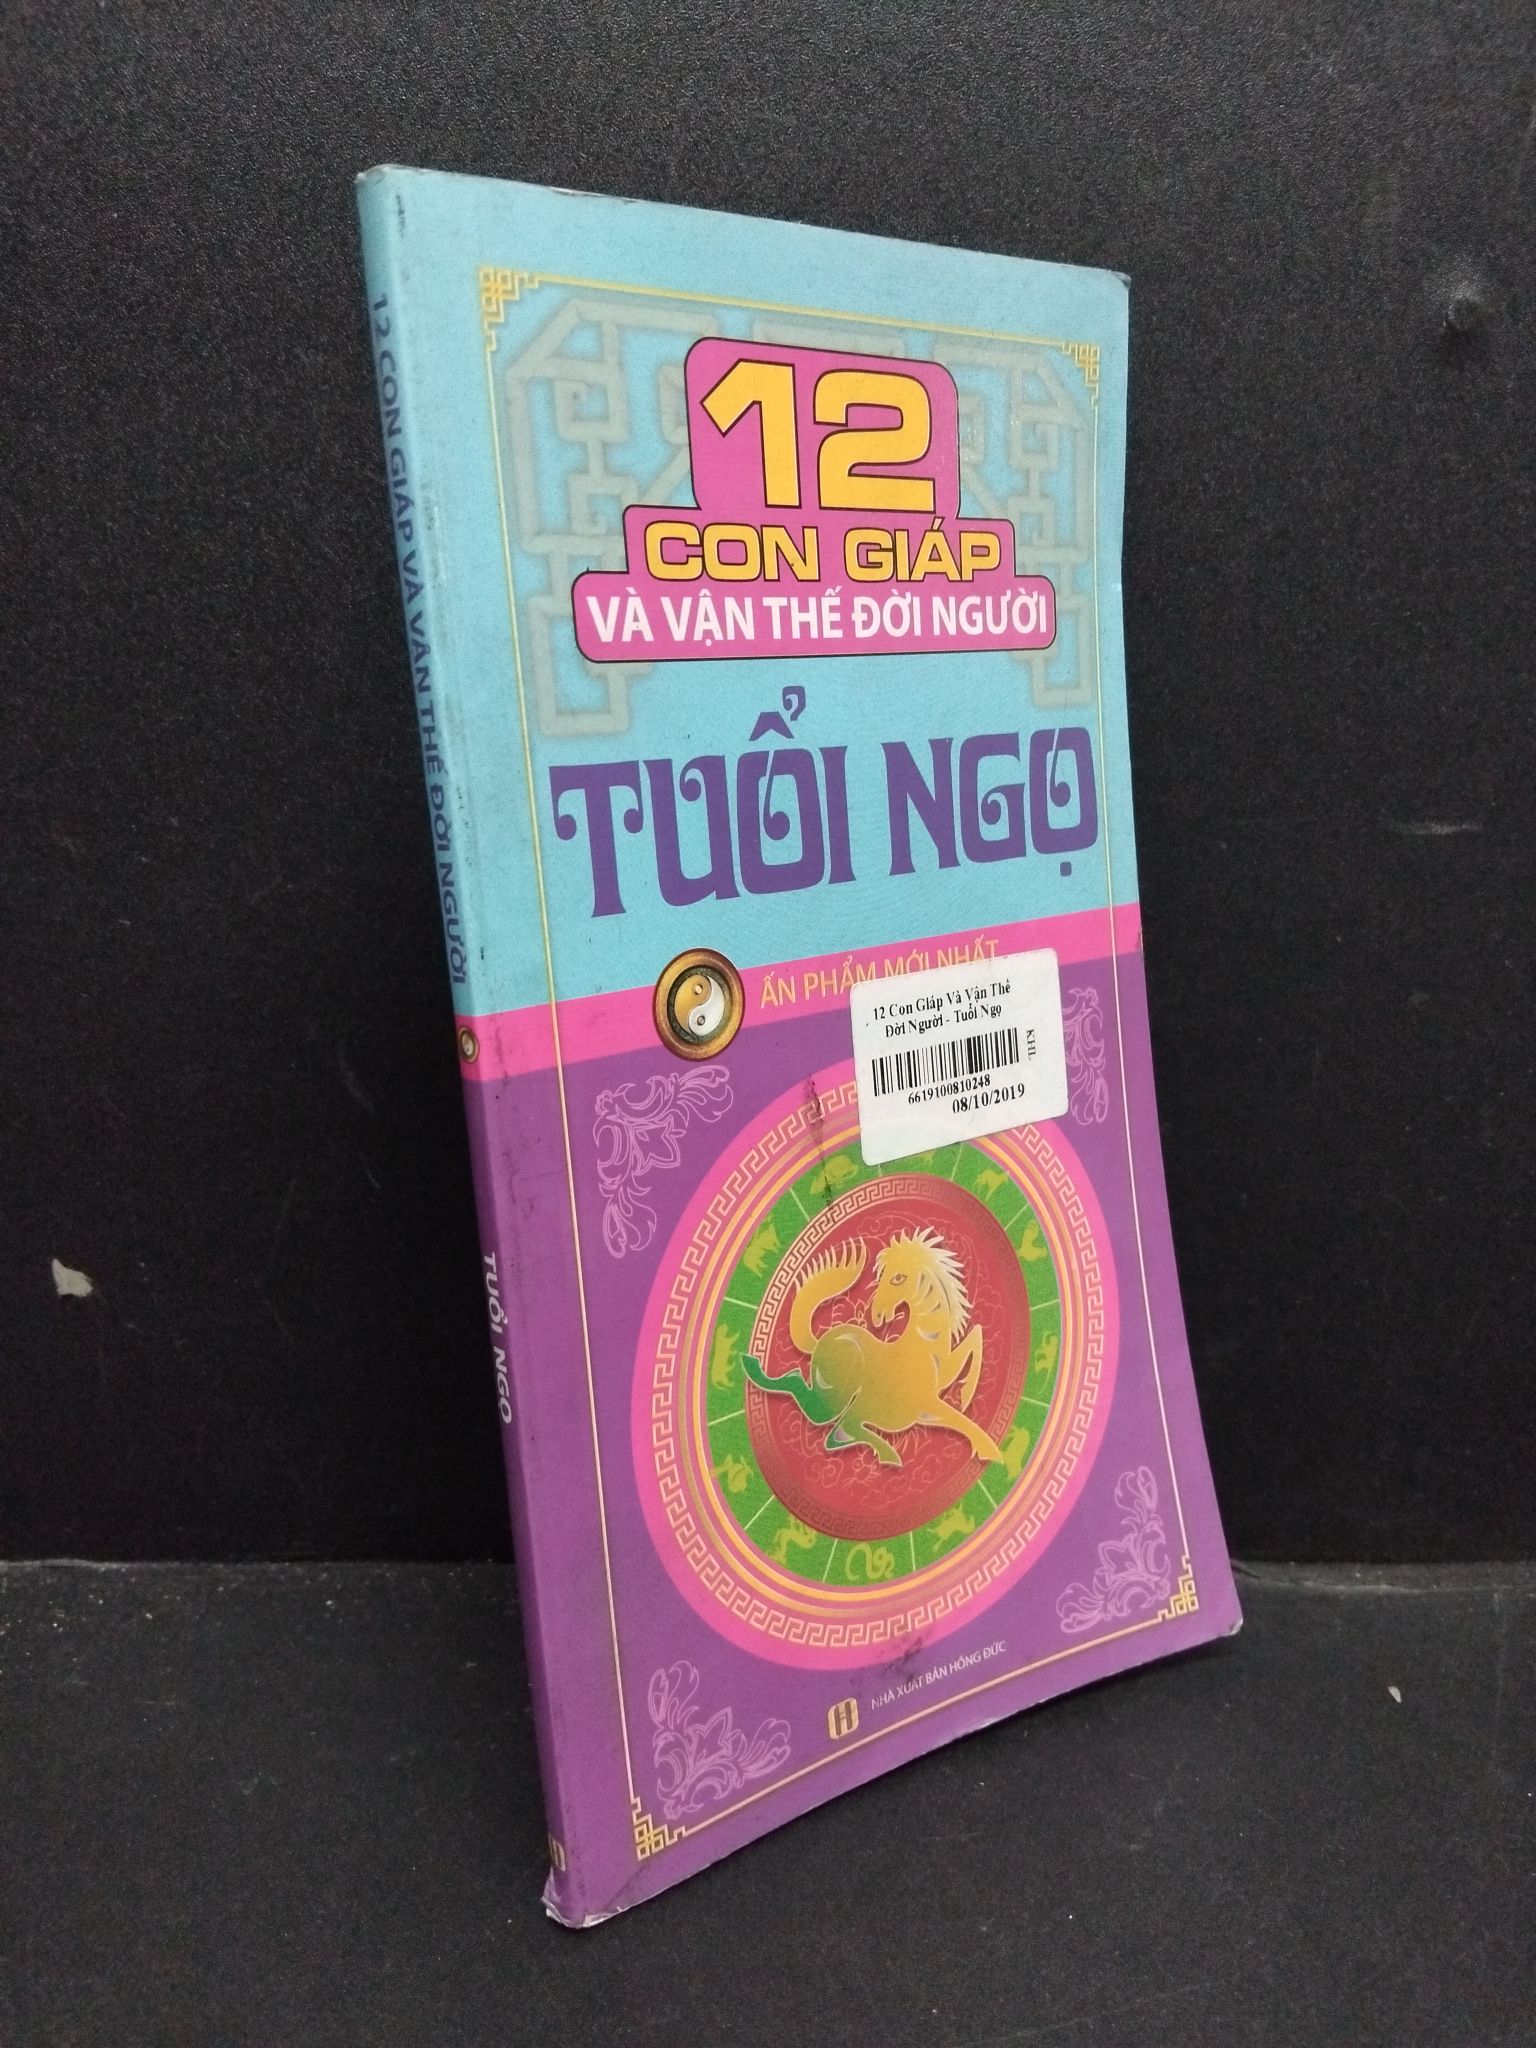 12 CON GIÁP VÀ VẬN THẾ ĐỜI NGƯỜI
TUỔI NGỌ
12
CON GIÁP
VÀ VẬN THẾ ĐỜI NGƯỜI
TUỔI NGỌ
ẤN PHẨM MỚI NHẤT
12 Con Giáp Và Vận Thế
Đời Người - Tuổi Ngọ
KHL
6619100810248
08/10/2019
H
NHÀ XUẤT BẢN HỒNG ĐỨC